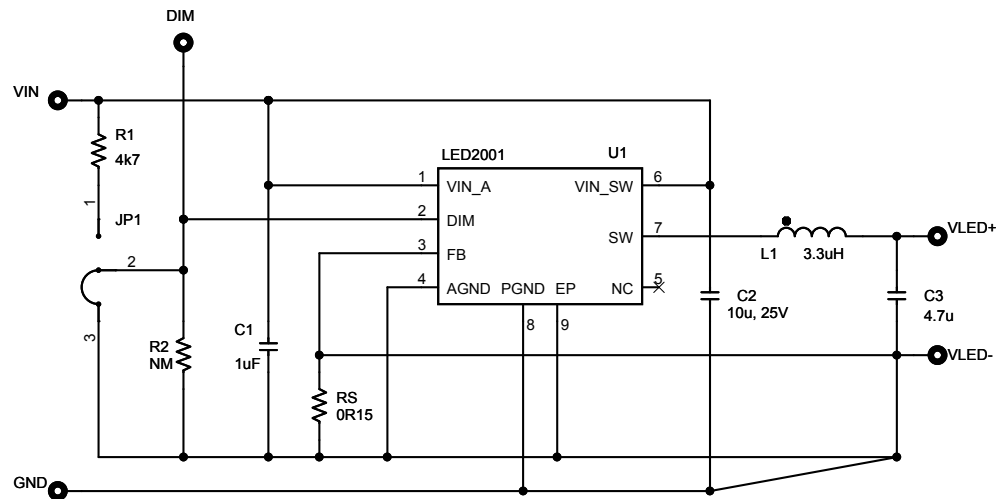 DIM
VIN
R1
4k7
1
JP1
2
3
R2
NM
C1
1uF
LED2001
U1
1
VIN_A
2
DIM
3
FB
4
AGND
PGND
EP
8
9
VIN_SW
6
SW
7
NC
5
RS
0R15
L1
3.3uH
C2
10u, 25V
C3
4.7u
VLED+
VLED-
GND